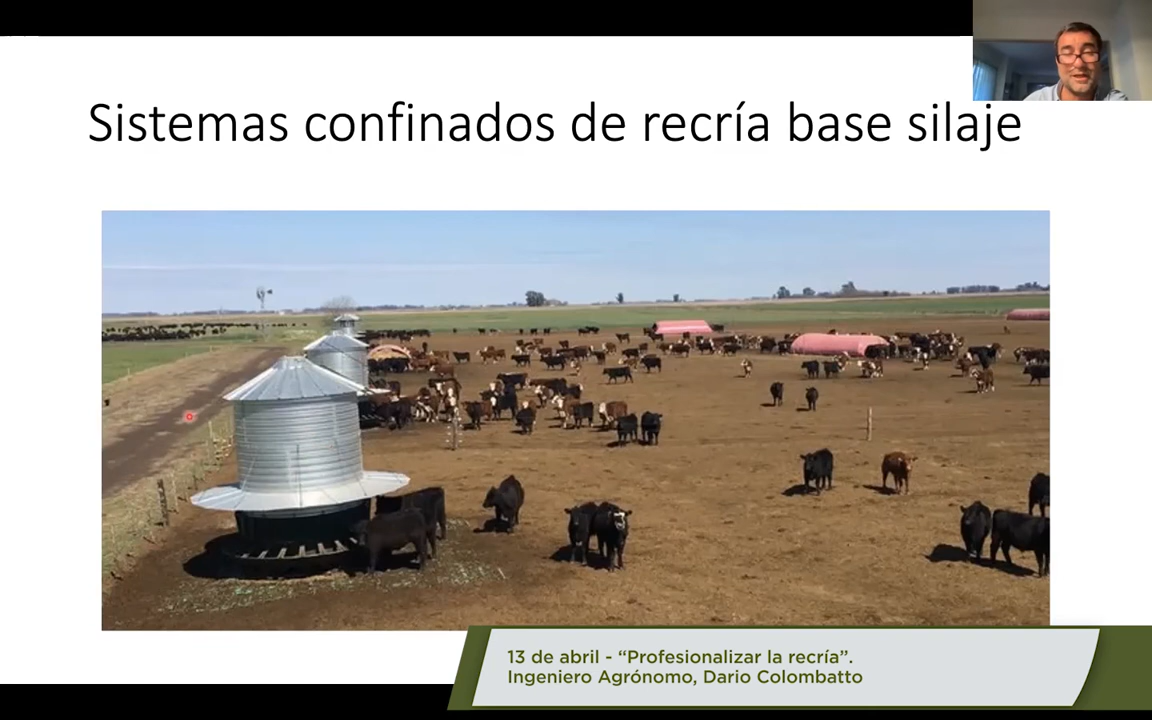 Sistemas confinados de recría base silaje
13 de abril - “Profesionalizar la recría”.
Ingeniero Agrónomo, Dario Colombatto